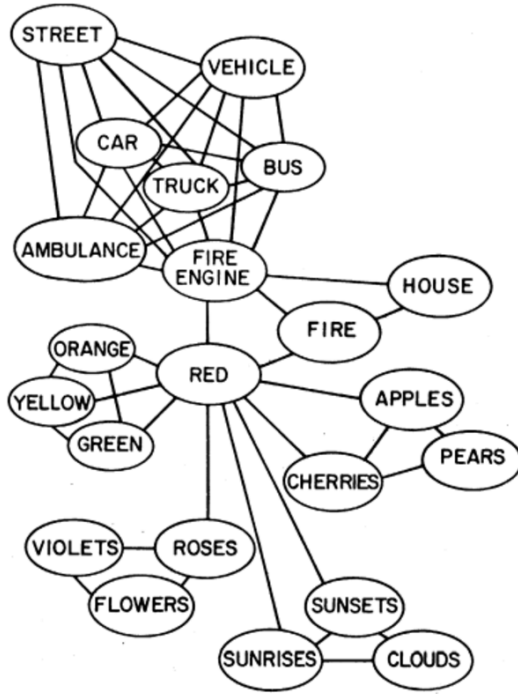 STREET
VEHICLE
CAR
BUS
TRUCK
AMBULANCE
FIRE
ENGINE
HOUSE
FIRE
ORANGE
RED
YELLOW
APPLES
GREEN
PEARS
CHERRIES
VIOLETS
ROSES
FLOWERS
SUNSETS
SUNRISES
CLOUDS